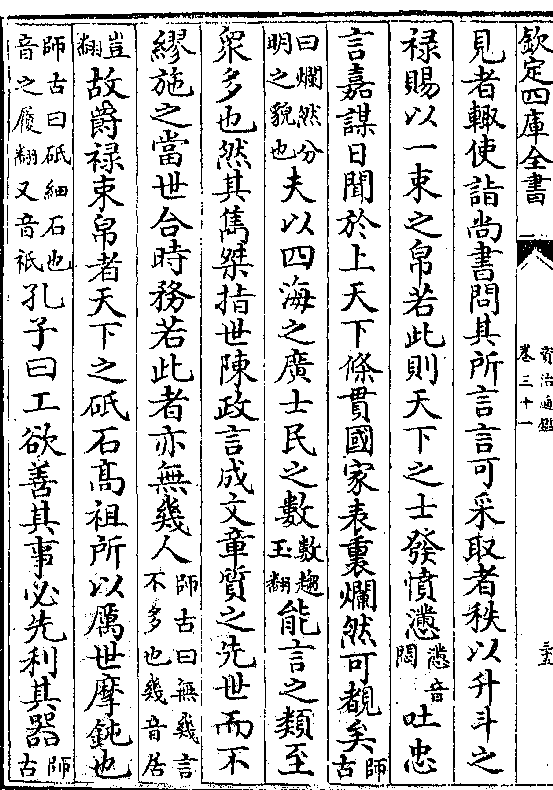 欽定四庫全書
資治通鑑
卷三十一
見者輒使詣尚書問其所言言可采取者秩以升斗之
祿賜以一束之帛若此則天下之士發憤懣懣音悶吐忠
言嘉謀日聞於上天下條貫國家表裏爛然可覩矣師古
曰爛然分明之貌也夫以四海之廣士民之數數趨玉翻能言之類至
衆多也然其雋桀指世陳政言成文章質之先世而不
繆施之當世合時務若此者亦無幾人師古曰無幾言不多也幾音居
豈翻故爵祿束帛者天下之砥石髙祖所以厲世摩鈍也
師古曰砥細石也音之履翻又音祇孔子曰工欲善其事必先利其器師古